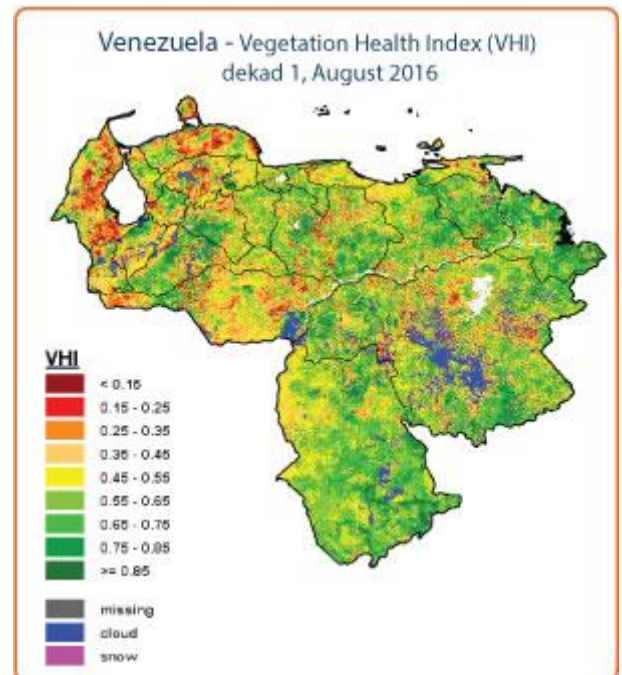 Venezuela - Vegetation Health Index (VHI)
dekad 1, August 2016
VHI
< 0.15
0.15 - 0.25
0.25 - 0.35
0.35 - 0.45
0.45 - 0.55
0.55 - 0.65
0.65 - 0.75
0.75 - 0.85
>= 0.85
missing
cloud
snow